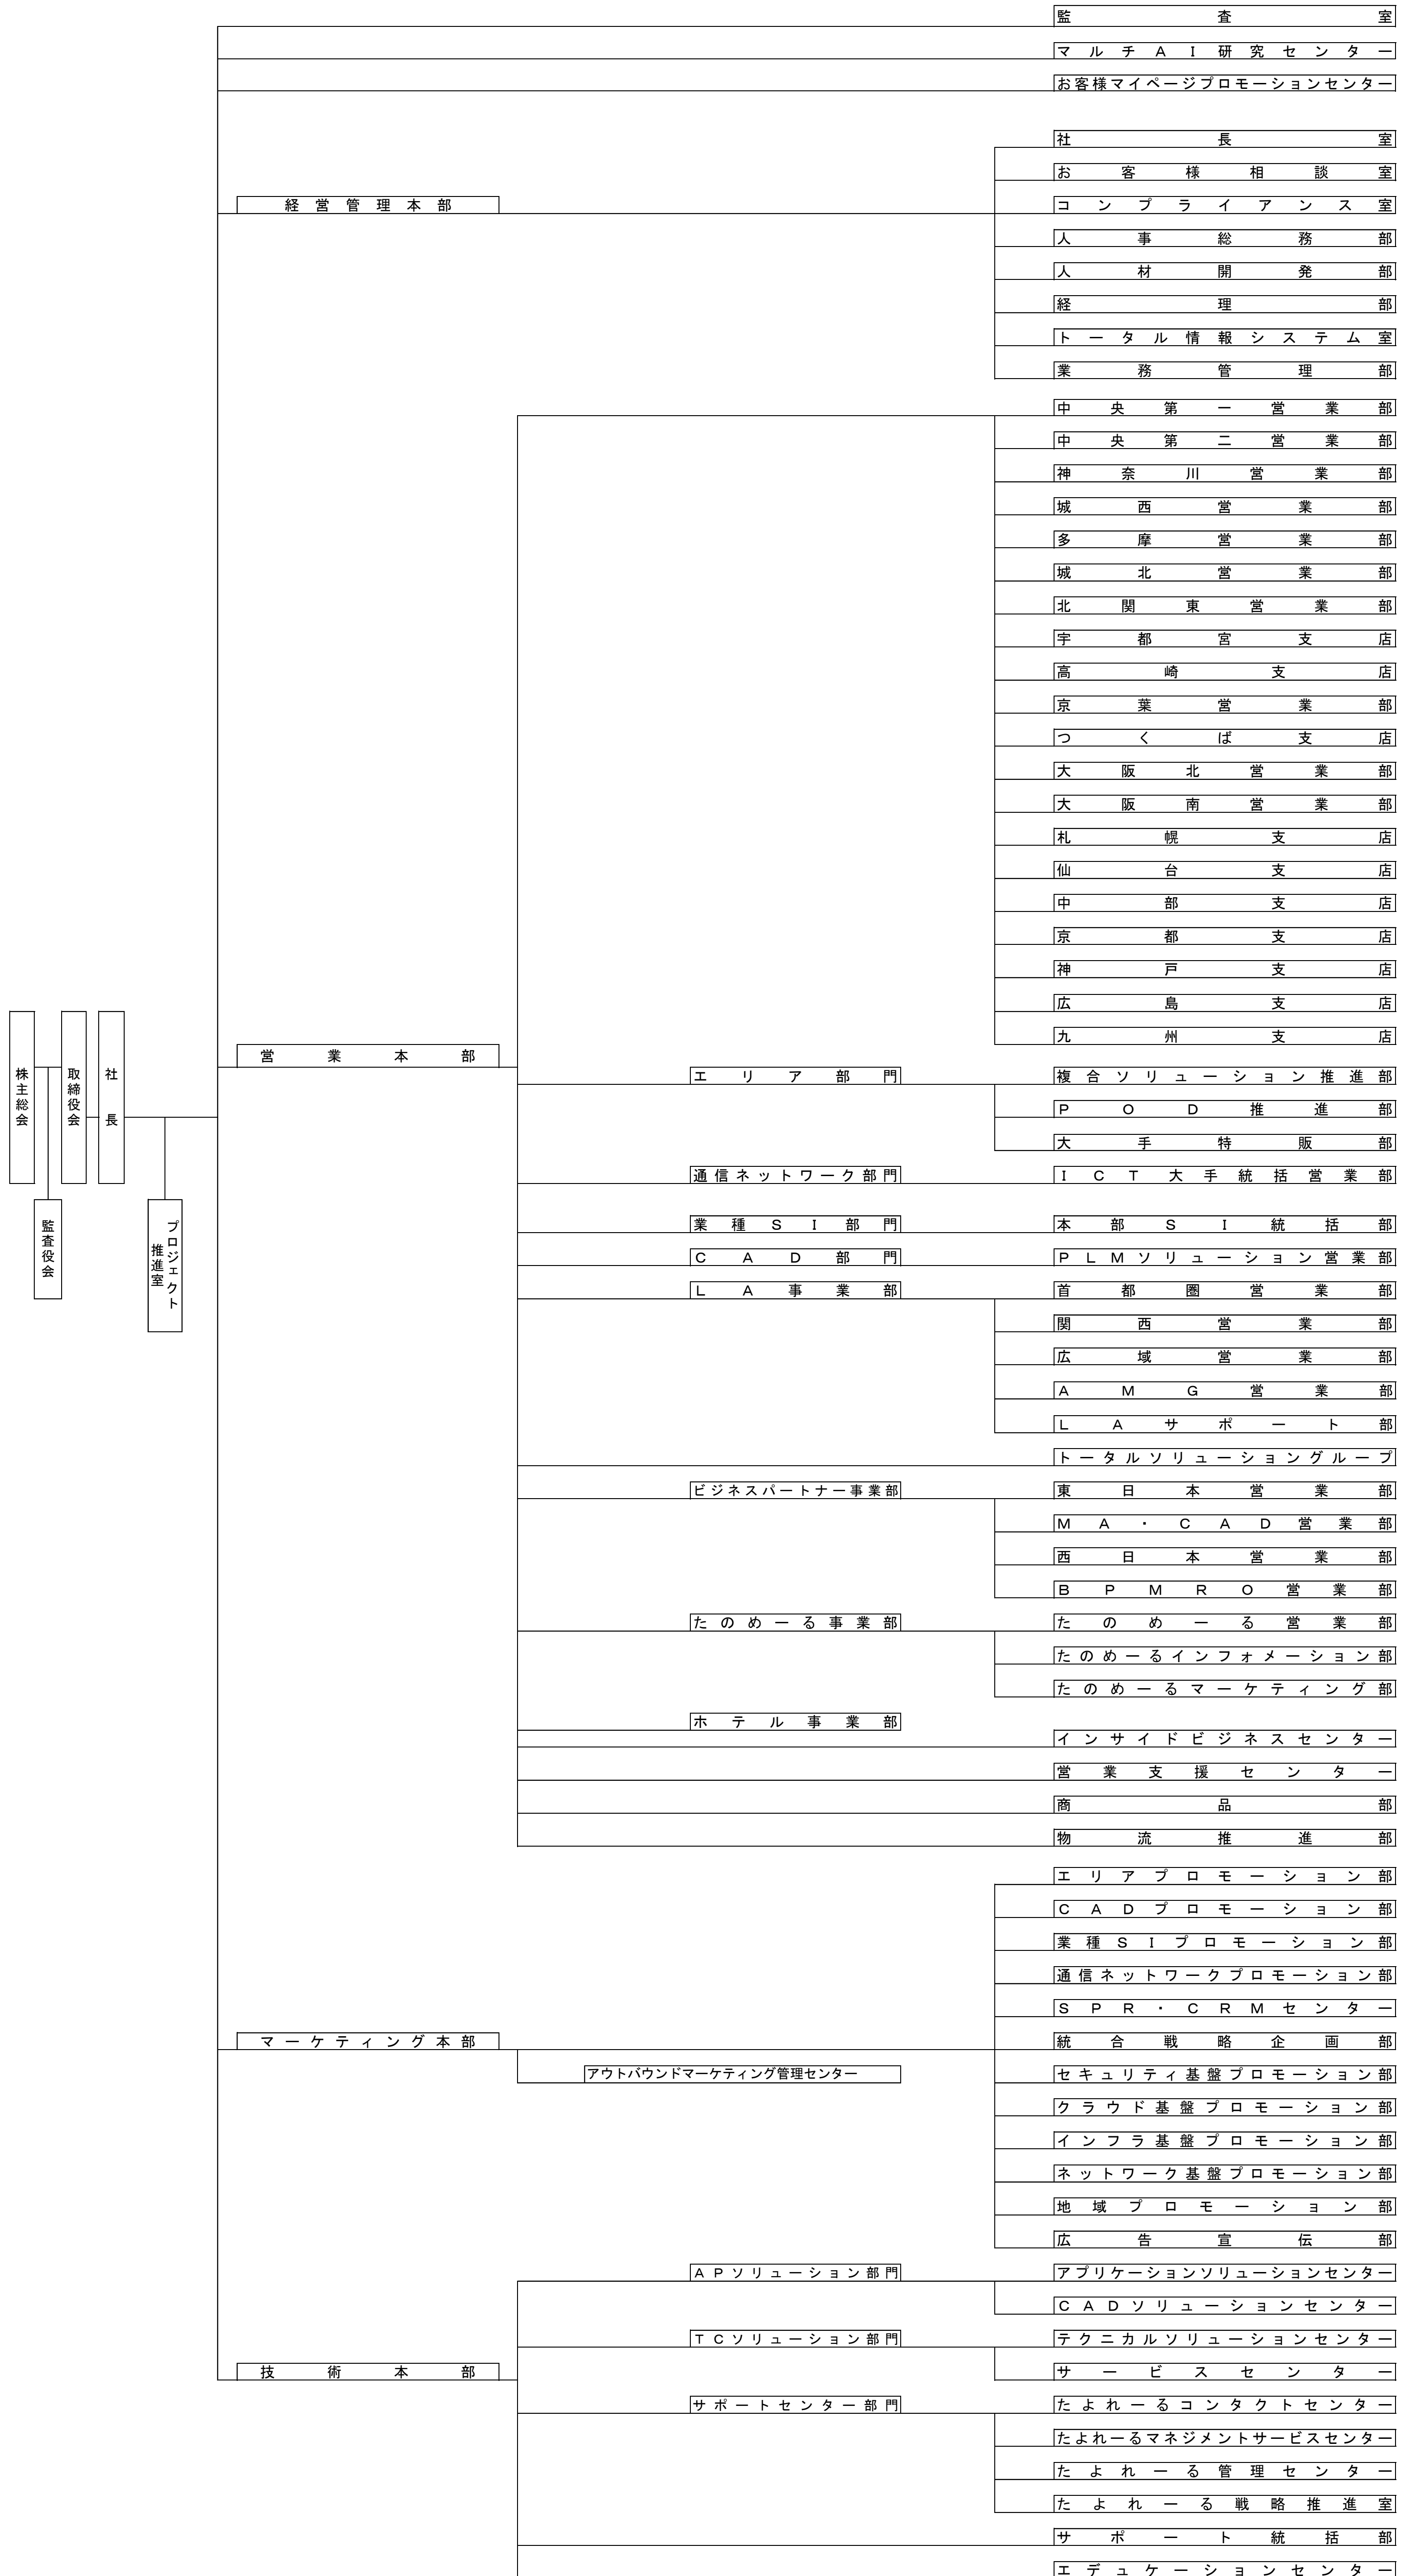 監査室
マルチＡＩ研究センター
お客様マイページプロモーションセンター
社長室
お客様相談室
経営管理本部
コンプライアンス室
人事総務部
人材開発部
経理部
トータル情報システム室
業務管理部
中央第一営業部
中央第二営業部
神奈川営業部
城西営業部
多摩営業部
城北営業部
北関東営業部
宇都宮支店
高崎支店
京葉営業部
つくば支店
大阪北営業部
大阪南営業部
札幌支店
仙台支店
中部支店
京都支店
神戸支店
広島支店
九州支店
株主総会
取締役会
社長
監査役会
プロジェクト
推進室
営業本部
エリア部門
複合ソリューション推進部
ＰＯＤ推進部
大手特販部
通信ネットワーク部門
ＩＣＴ大手統括営業部
業種ＳＩ部門
本部ＳＩ統括部
ＣＡＤ部門
ＰＬＭソリューション営業部
ＬＡ事業部
首都圏営業部
関西営業部
広域営業部
ＡＭＧ営業部
ＬＡサポート部
トータルソリューショングループ
ビジネスパートナー事業部
東日本営業部
ＭＡ・ＣＡＤ営業部
西日本営業部
ＢＰＭＲＯ営業部
たのめーる事業部
たのめーる営業部
たのめーるインフォメーション部
たのめーるマーケティング部
ホテル事業部
インサイドビジネスセンター
営業支援センター
商品部
物流推進部
エリアプロモーション部
ＣＡＤプロモーション部
業種ＳＩプロモーション部
通信ネットワークプロモーション部
ＳＰＲ・ＣＲＭセンター
マーケティング本部
統合戦略企画部
アウトバウンドマーケティング管理センター
セキュリティ基盤プロモーション部
クラウド基盤プロモーション部
インフラ基盤プロモーション部
ネットワーク基盤プロモーション部
地域プロモーション部
広告宣伝部
ＡＰソリューション部門
アプリケーションソリューションセンター
ＣＡＤソリューションセンター
ＴＣソリューション部門
テクニカルソリューションセンター
技術本部
サービスセンター
サポートセンター部門
たよれーるコンタクトセンター
たよれーるマネジメントサービスセンター
たよれーる管理センター
たよれーる戦略推進室
サポート統括部
エデュケーションセンター